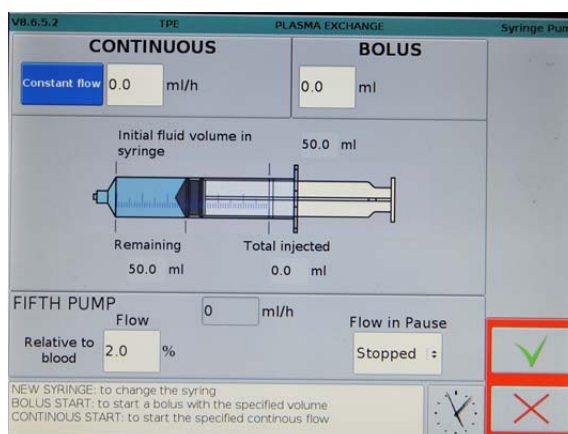 V8.6.5.2 TPE PLASMA EXCHANGE Syringe Pum
CONTINUOUS BOLUS
Constant flow 0.0 ml/h 0.0 ml
Initial fluid volume in
syringe
50.0 ml
Remaining Total injected
50.0 ml 0.0 ml
FIFTH PUMP 0 ml/h
Flow Flow in Pause
Relative to
blood
2.0 % Stopped
NEW SYRINGE: to change the syring
BOLUS START: to start a bolus with the specified volume
CONTINOUS START: to start the specified continous flow